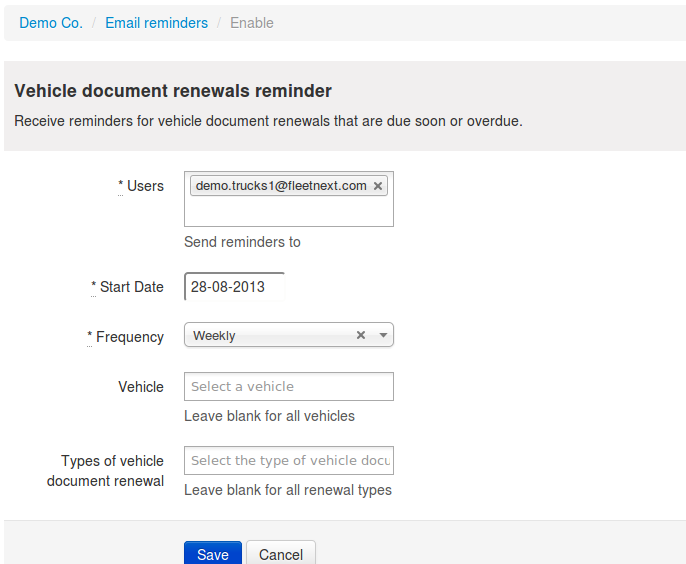 Demo Co. / Email reminders / Enable
Vehicle document renewals reminder
Receive reminders for vehicle document renewals that are due soon or overdue.
* Users
demo.trucks1@fleetnext.com ×
Send reminders to
* Start Date
28-08-2013
* Frequency
Weekly ×
Vehicle
Select a vehicle
Leave blank for all vehicles
Types of vehicle
document renewal
Select the type of vehicle docu
Leave blank for all renewal types
Save
Cancel